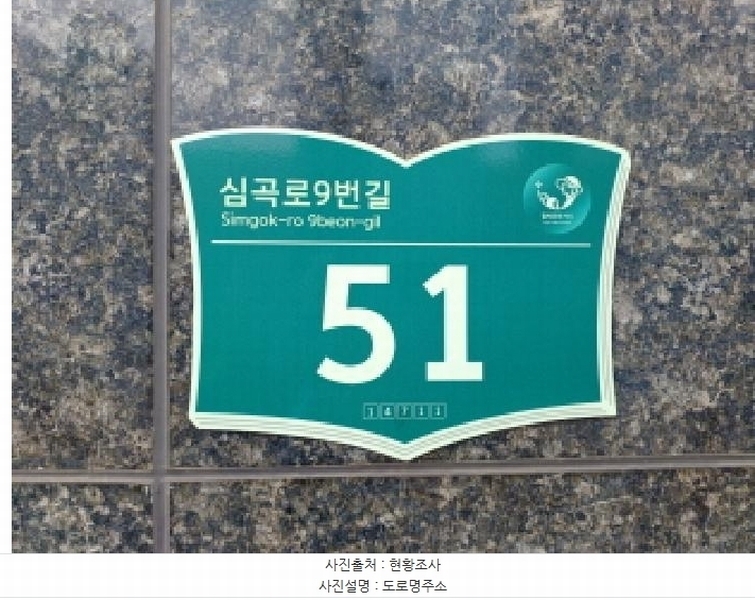 심곡로9번길
Simgok-ro 9beon-gil
51
사진출처 : 현황조사
사진설명 : 도로명주소